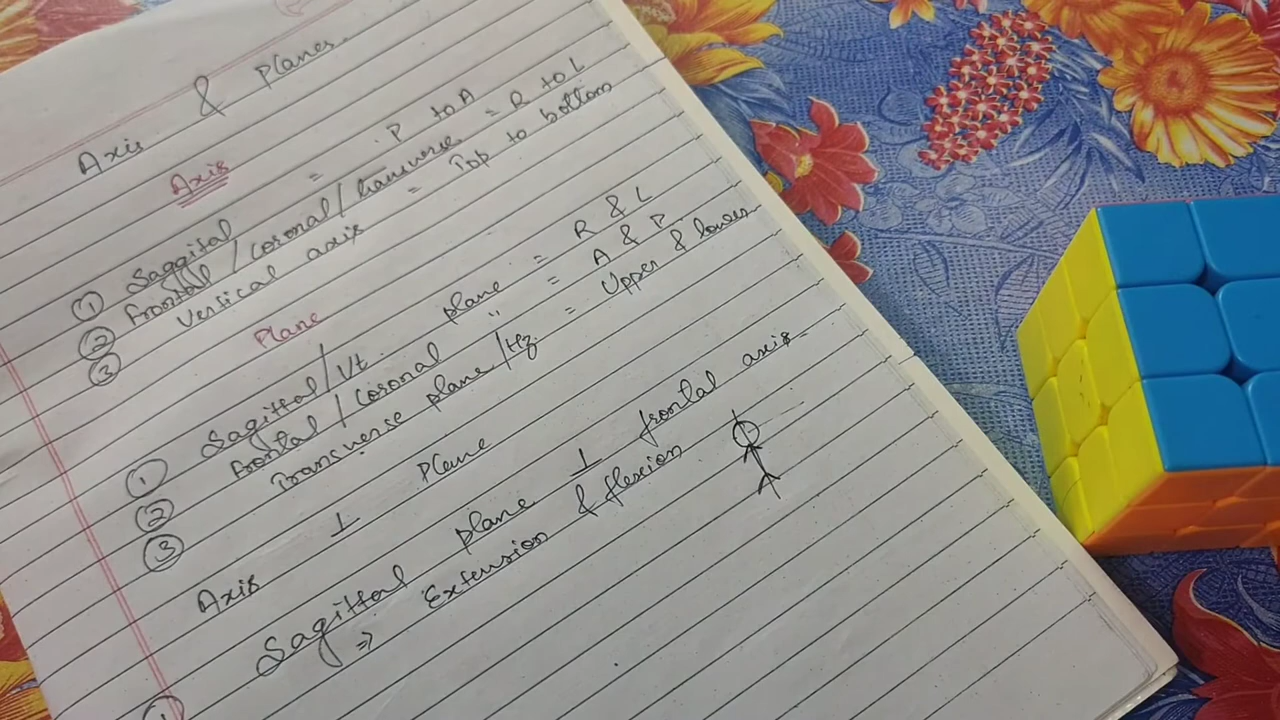 Axis & planes.
Axis
① Saggital = P to A
② frontal / coronal / transverse = R to L
③ Vertical axis = Top to bottom
Plane
① Sagittal / Vt. plane = R & L
② frontal / coronal " = A & P
③ Transverse plane / Hz. = Upper & lower
Axis ⊥ Plane
① Sagittal plane ⊥ frontal axis
⇒ Extension & flexion